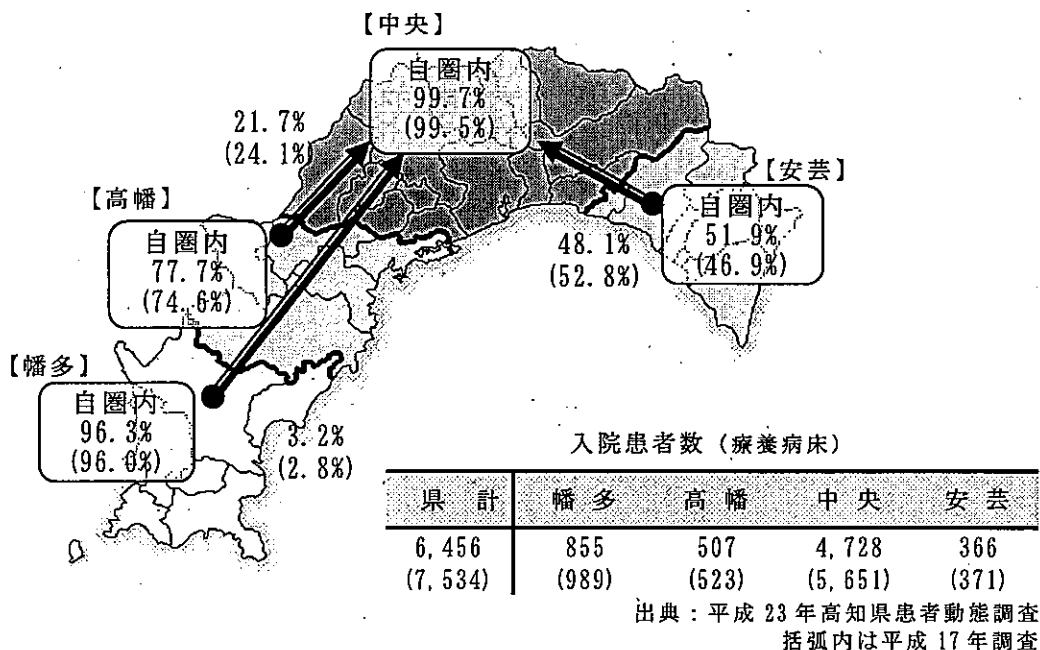 【中央】
自圏内
99.7%
(99.5%)
21.7%
(24.1%)
【高幡】
自圏内
77.7%
(74.6%)
【安芸】
自圏内
51.9%
(46.9%)
48.1%
(52.8%)
【幡多】
自圏内
96.3%
(96.0%)
3.2%
(2.8%)
入院患者数（療養病床）
県計 幡多 高幡 中央 安芸
6,456 855 507 4,728 366
(7,534) (989) (523) (5,651) (371)
出典：平成23年高知県患者動態調査
括弧内は平成17年調査